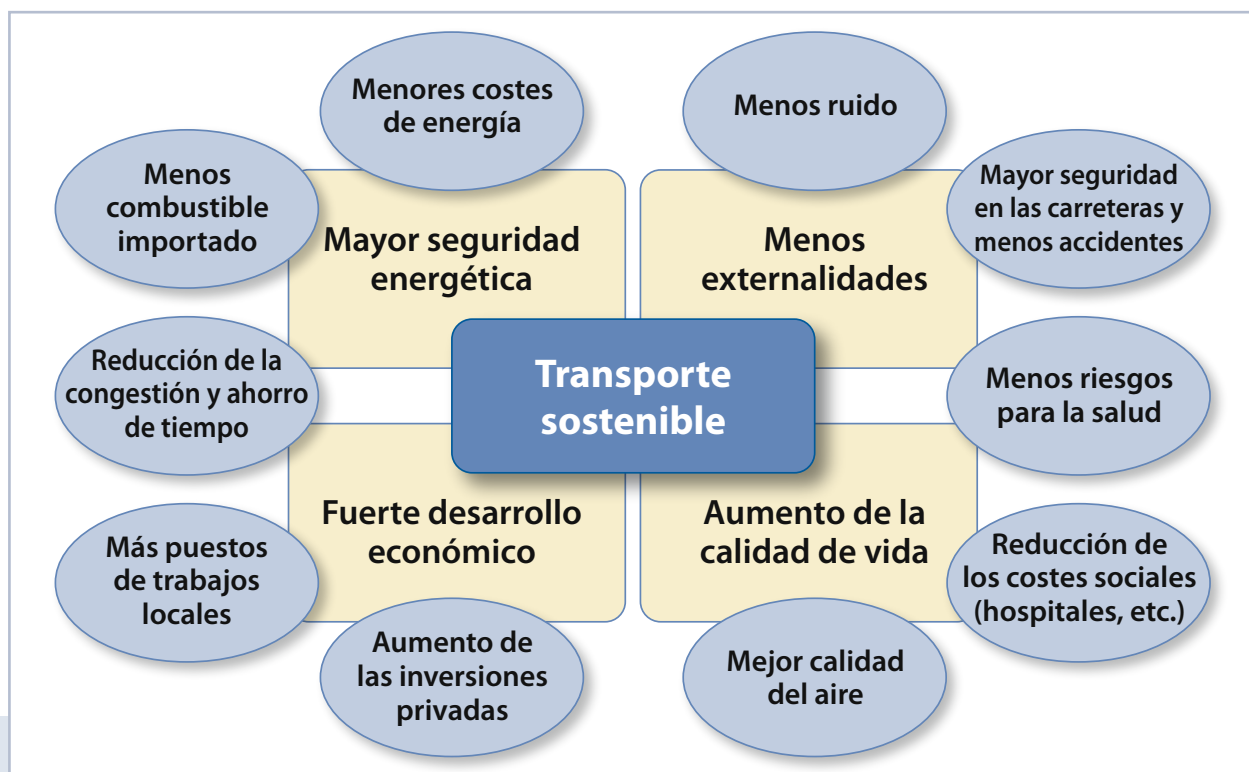 Menores costes
de energía
Menos ruido
Menos
combustible
importado
Mayor seguridad
en las carreteras y
menos accidentes
Mayor seguridad
energética
Menos
externalidades
Reducción de la
congestión y ahorro
de tiempo
Transporte
sostenible
Menos riesgos
para la salud
Fuerte desarrollo
económico
Aumento de la
calidad de vida
Más puestos
de trabajos
locales
Reducción de
los costes sociales
(hospitales, etc.)
Aumento de
las inversiones
privadas
Mejor calidad
del aire